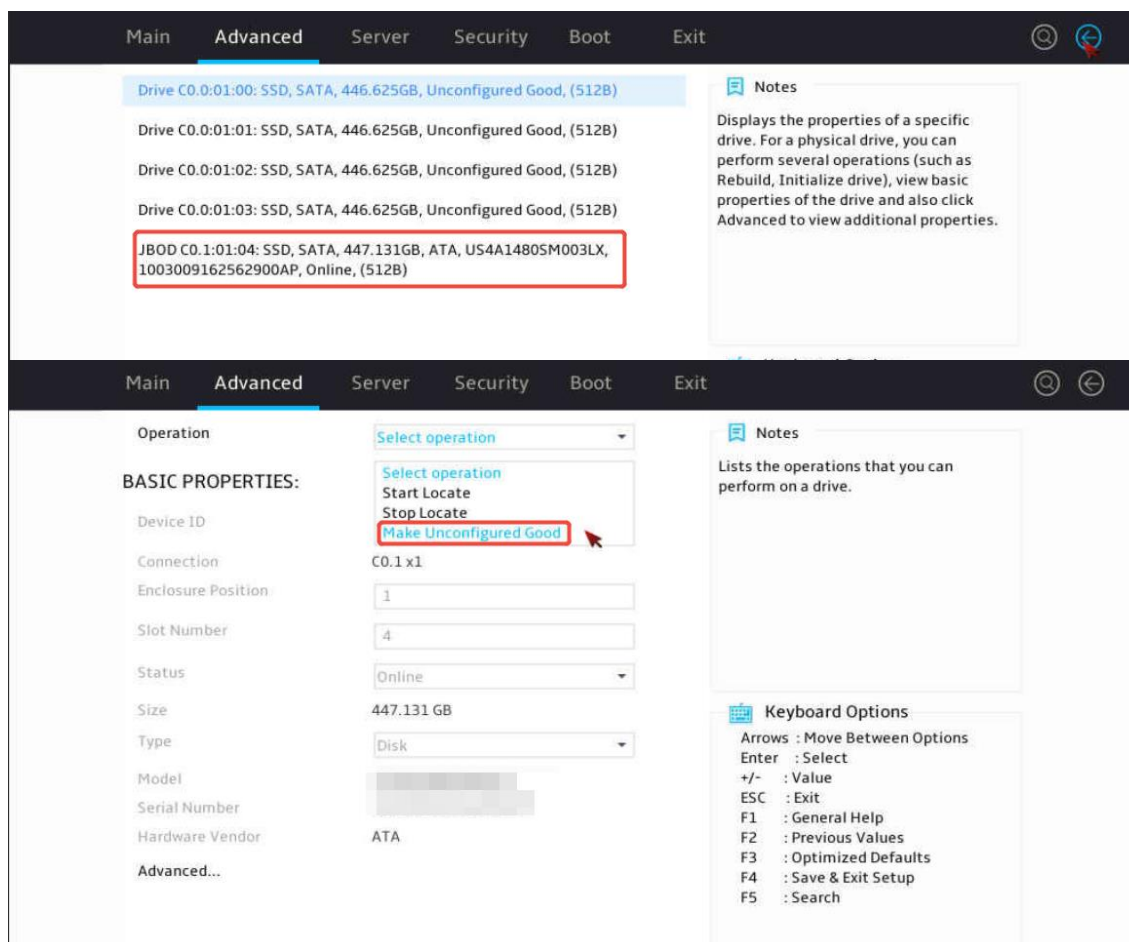 Main Advanced Server Security Boot Exit
Drive C0.0:01:00: SSD, SATA, 446.625GB, Unconfigured Good, (512B)
Drive C0.0:01:01: SSD, SATA, 446.625GB, Unconfigured Good, (512B)
Drive C0.0:01:02: SSD, SATA, 446.625GB, Unconfigured Good, (512B)
Drive C0.0:01:03: SSD, SATA, 446.625GB, Unconfigured Good, (512B)
JBOD C0.1:01:04: SSD, SATA, 447.131GB, ATA, US4A1480SM003LX,
1003009162562900AP, Online, (512B)
Notes
Displays the properties of a specific
drive. For a physical drive, you can
perform several operations (such as
Rebuild, Initialize drive), view basic
properties of the drive and also click
Advanced to view additional properties.
Main Advanced Server Security Boot Exit
Operation Select operation
Select operation
Start Locate
Stop Locate
Make Unconfigured Good
BASIC PROPERTIES:
Device ID
Connection C0.1 x1
Enclosure Position 1
Slot Number 4
Status Online
Size 447.131 GB
Type Disk
Model
Serial Number
Hardware Vendor ATA
Advanced...
Notes
Lists the operations that you can
perform on a drive.
Keyboard Options
Arrows : Move Between Options
Enter : Select
+/- : Value
ESC : Exit
F1 : General Help
F2 : Previous Values
F3 : Optimized Defaults
F4 : Save & Exit Setup
F5 : Search